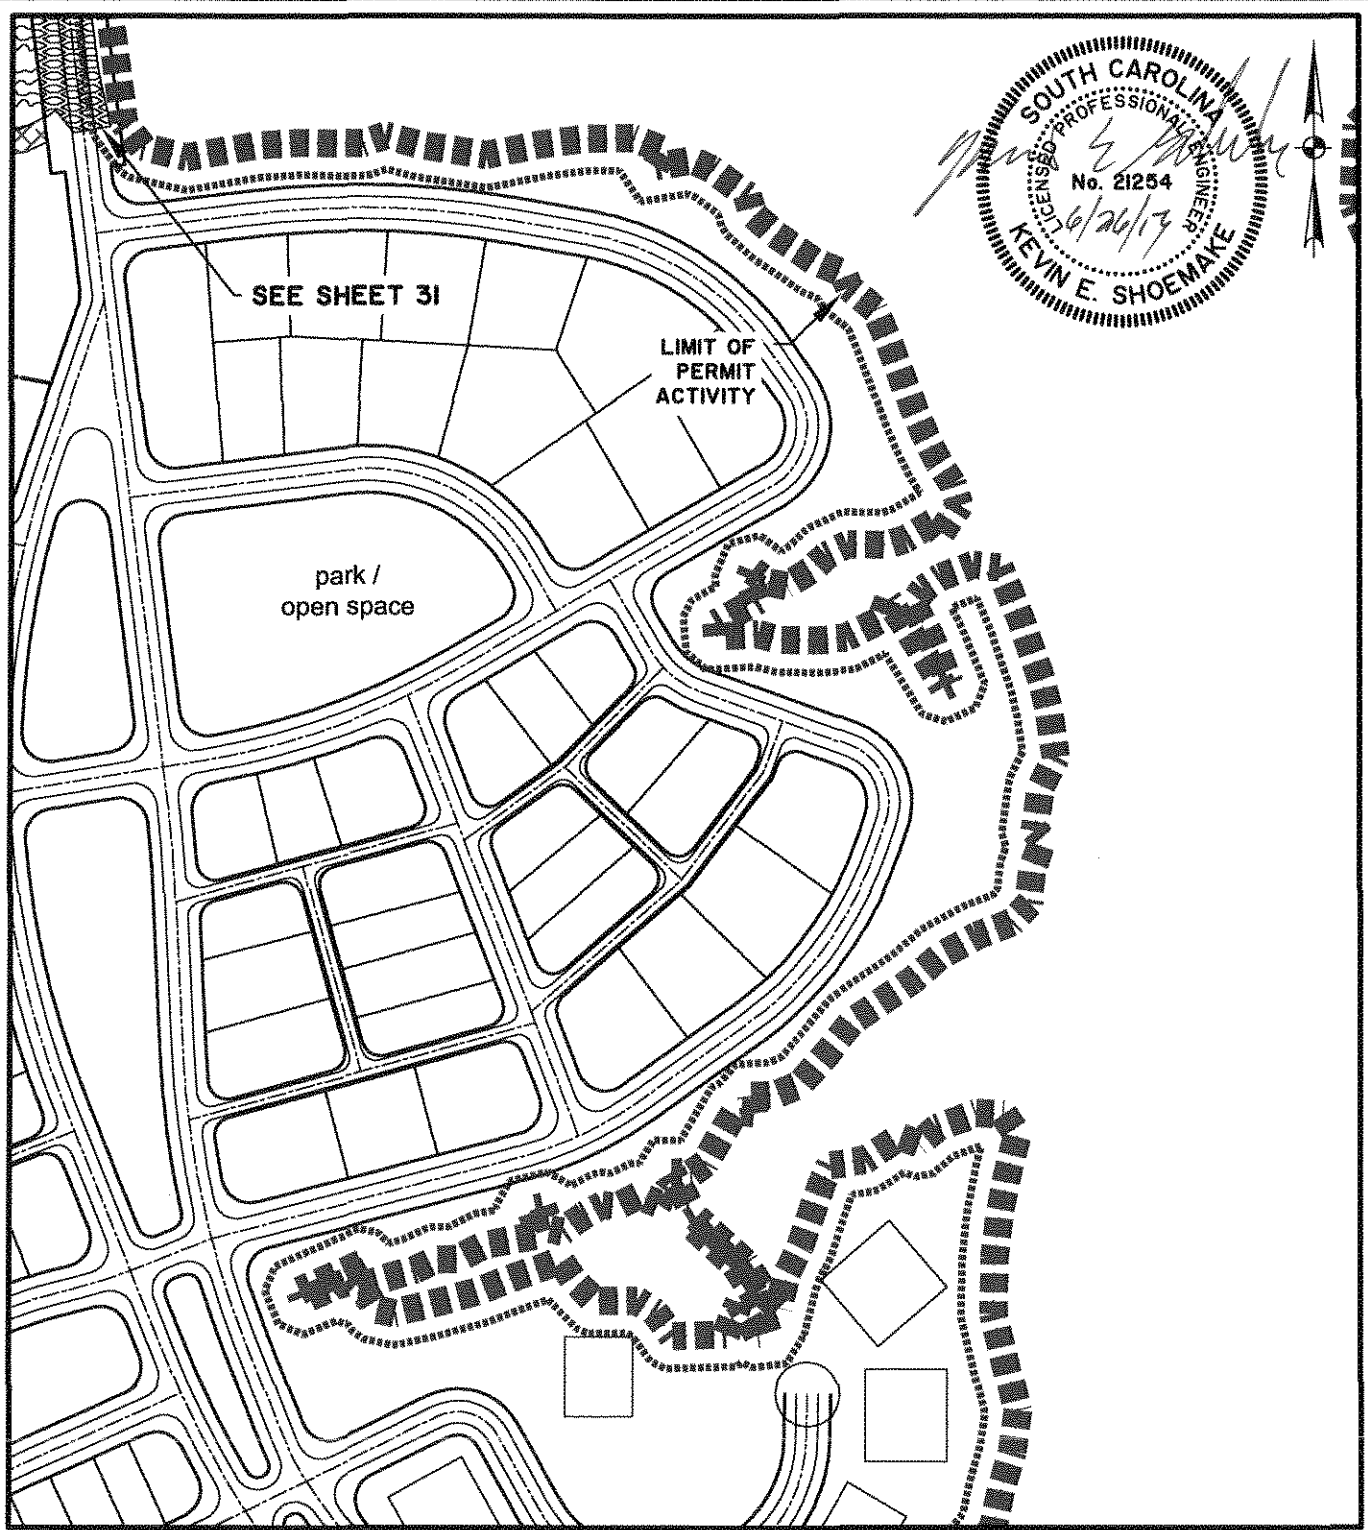 SOUTH CAROLINA
LICENSED PROFESSIONAL ENGINEER
No. 21254
6/26/13
KEVIN E. SHOEMAKE
SEE SHEET 31
LIMIT OF
PERMIT
ACTIVITY
park /
open space